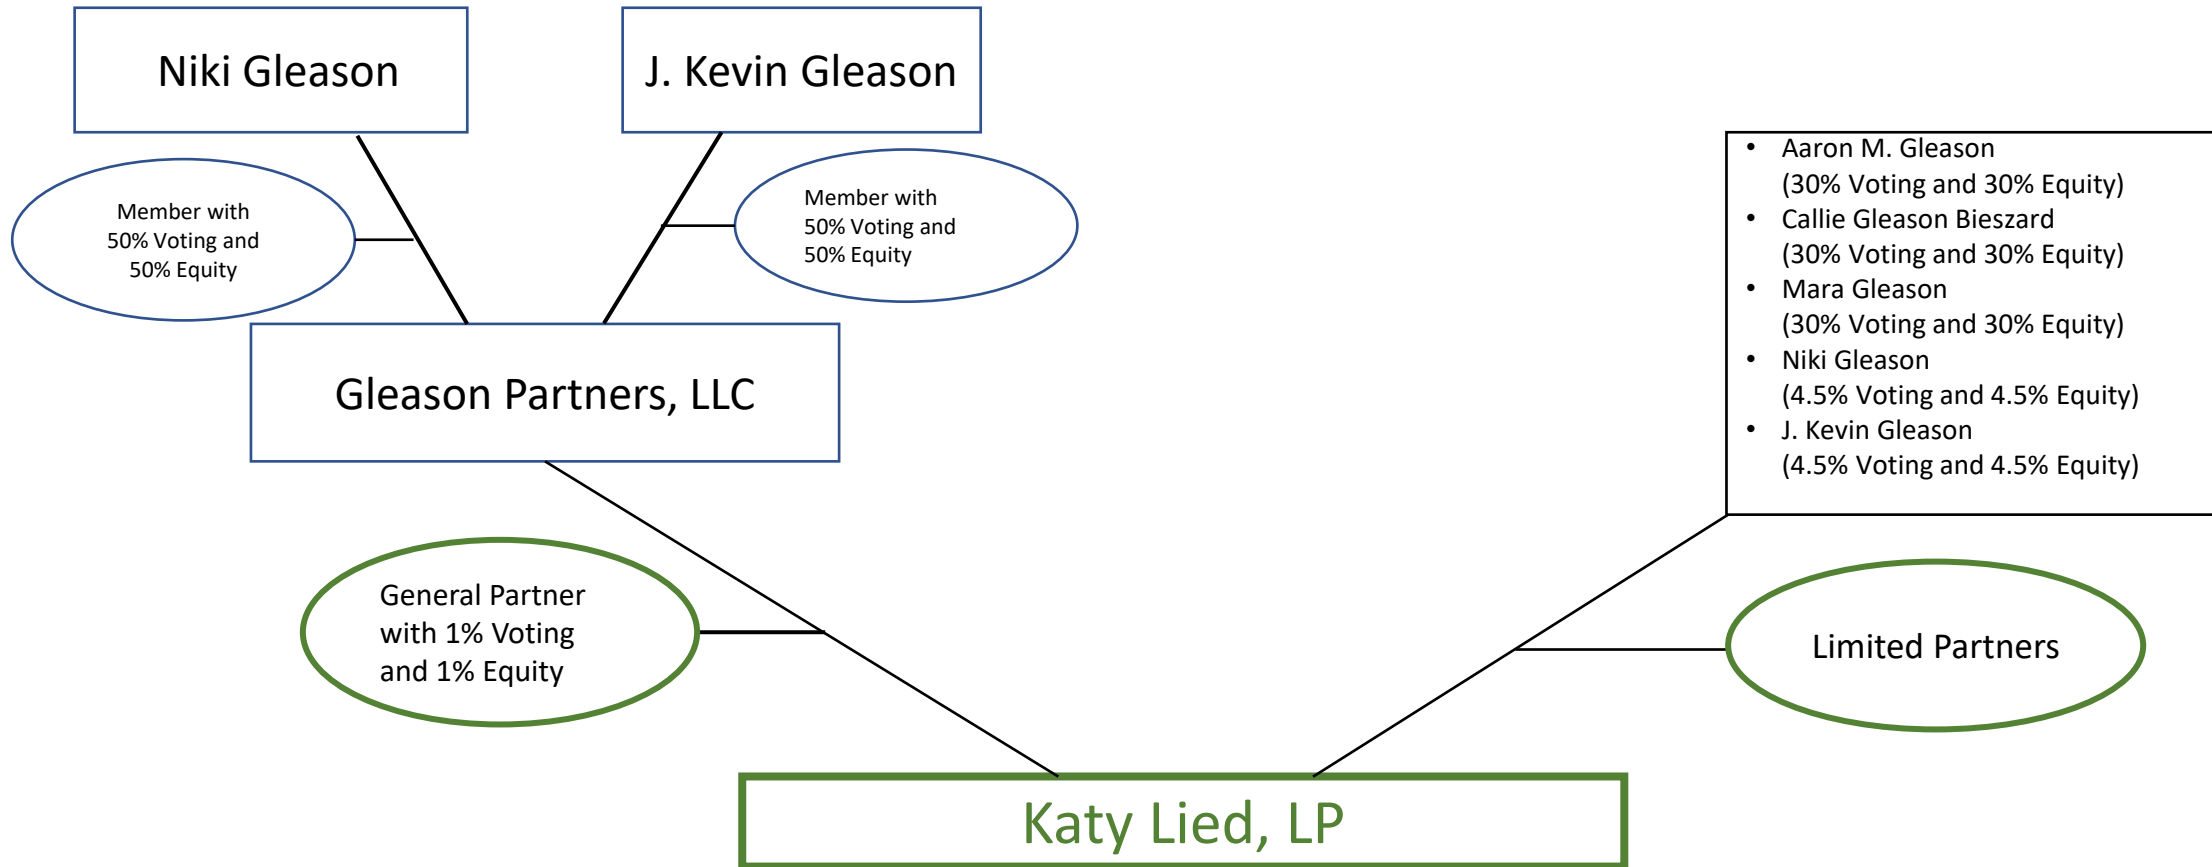 Niki Gleason
J. Kevin Gleason
Member with
50% Voting and
50% Equity
Member with
50% Voting and
50% Equity
• Aaron M. Gleason
(30% Voting and 30% Equity)
• Callie Gleason Bieszard
(30% Voting and 30% Equity)
• Mara Gleason
(30% Voting and 30% Equity)
• Niki Gleason
(4.5% Voting and 4.5% Equity)
• J. Kevin Gleason
(4.5% Voting and 4.5% Equity)
Gleason Partners, LLC
General Partner
with 1% Voting
and 1% Equity
Limited Partners
Katy Lied, LP